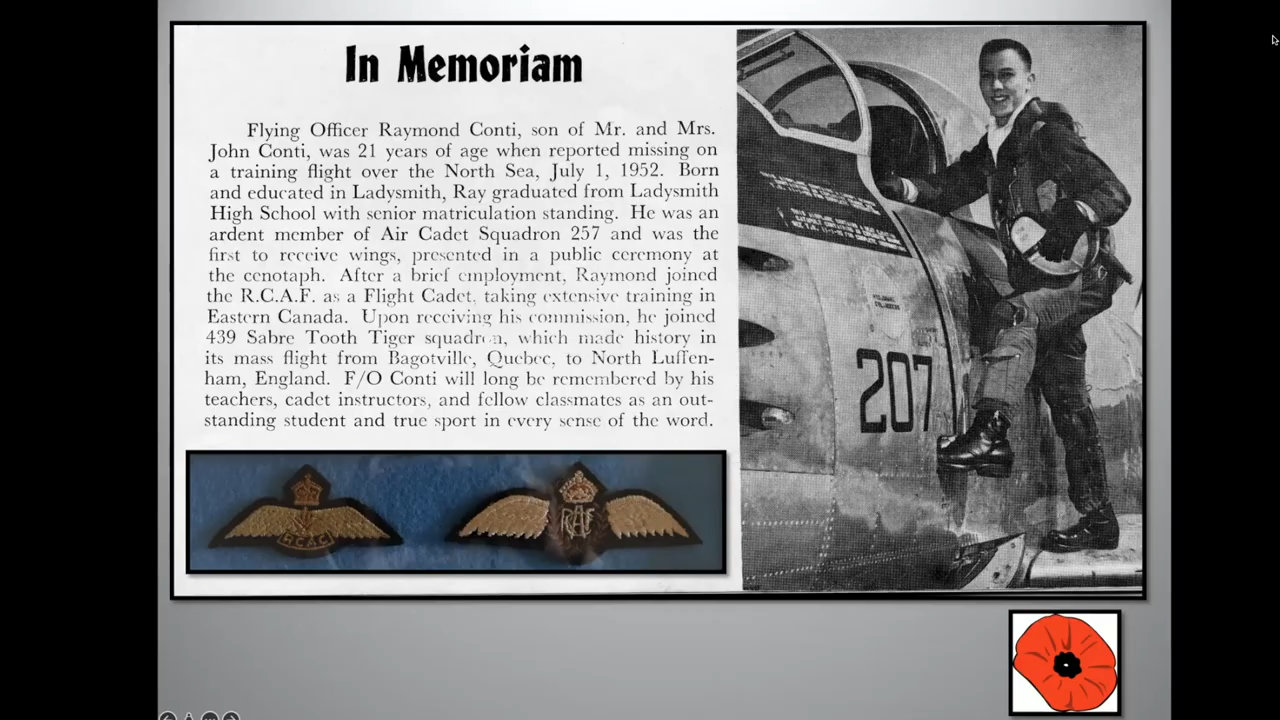 In Memoriam
Flying Officer Raymond Conti, son of Mr. and Mrs.
John Conti, was 21 years of age when reported missing on
a training flight over the North Sea, July 1, 1952. Born
and educated in Ladysmith, Ray graduated from Ladysmith
High School with senior matriculation standing. He was an
ardent member of Air Cadet Squadron 257 and was the
first to receive wings, presented in a public ceremony at
the cenotaph. After a brief employment, Raymond joined
the R.C.A.F. as a Flight Cadet, taking extensive training in
Eastern Canada. Upon receiving his commission, he joined
439 Sabre Tooth Tiger squadron, which made history in
its mass flight from Bagotville, Quebec, to North Luffen-
ham, England. F/O Conti will long be remembered by his
teachers, cadet instructors, and fellow classmates as an out-
standing student and true sport in every sense of the word.
207
RCAC